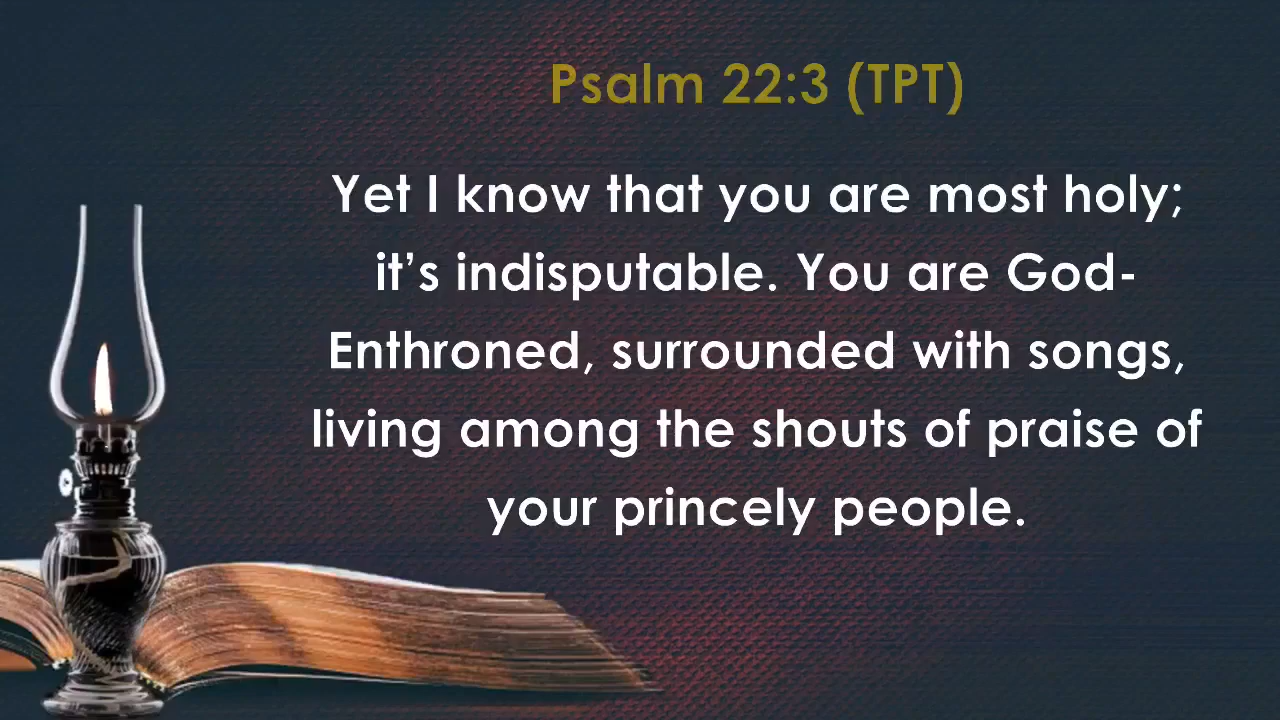 Psalm 22:3 (TPT)
Yet I know that you are most holy;
it’s indisputable. You are God-
Enthroned, surrounded with songs,
living among the shouts of praise of
your princely people.